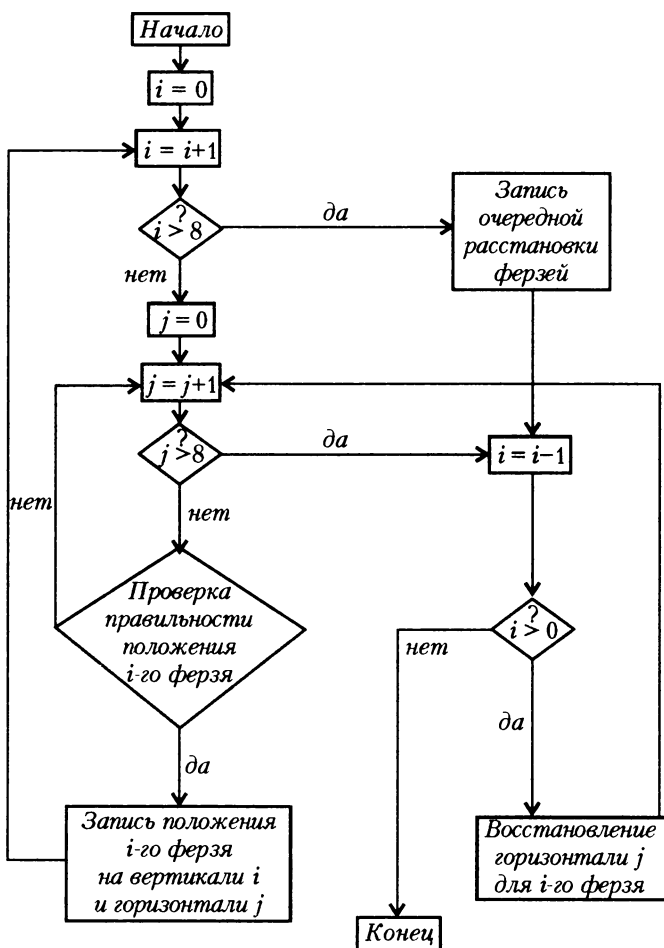 Начало
i = 0
i = i+1
?
i > 8
да
нет
Запись
очередной
расстановки
ферзей
j = 0
j = j+1
?
j >8
да
i = i−1
нет
нет
Проверка
правильности
положения
i-го ферзя
?
i > 0
нет
да
да
Запись положения
i-го ферзя
на вертикали i
и горизонтали j
Восстановление
горизонтали j
для i-го ферзя
Конец